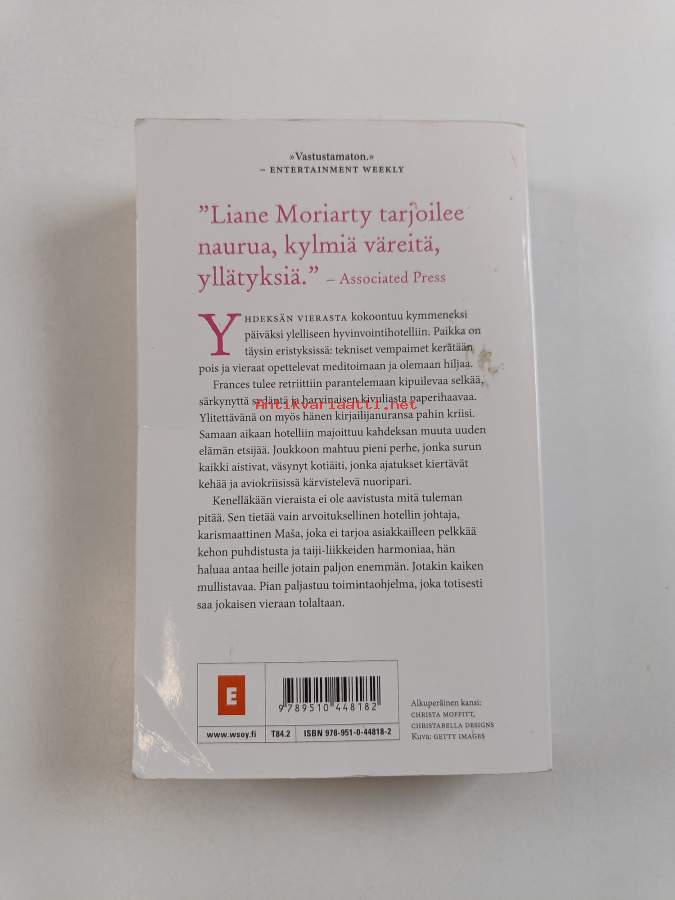 »Vastustamaton.»
– ENTERTAINMENT WEEKLY
”Liane Moriarty tarjoilee
naurua, kylmiä väreitä,
yllätyksiä.” – Associated Press
YHDEKSÄN VIERASTA kokoontuu kymmeneksi
päiväksi ylelliseen hyvinvointihotelliin. Paikka on
täysin eristyksissä: tekniset vempaimet kerätään
pois ja vieraat opettelevat meditoimaan ja olemaan hiljaa.
Frances tulee retriittiin parantelemaan kipuilevaa selkää,
särkynyttä sydäntä ja harvinaisen kivuliasta paperihaavaa.
Antikvariaatti.net
Ylitettävänä on myös hänen kirjailijanuransa pahin kriisi.
Samaan aikaan hotelliin majoittuu kahdeksan muuta uuden
elämän etsijää. Joukkoon mahtuu pieni perhe, jonka surun
kaikki aistivat, väsynyt kotiäiti, jonka ajatukset kiertävät
kehää ja aviokriisissä kärvistelevä nuoripari.
Kenelläkään vieraista ei ole aavistusta mitä tuleman
pitää. Sen tietää vain arvoituksellinen hotellin johtaja,
karismaattinen Maša, joka ei tarjoa asiakkailleen pelkkää
kehon puhdistusta ja taiji-liikkeiden harmoniaa, hän
haluaa antaa heille jotain paljon enemmän. Jotakin kaiken
mullistavaa. Pian paljastuu toimintaohjelma, joka totisesti
saa jokaisen vieraan tolaltaan.
E
9 789510 448182
www.wsoy.fi T84.2 ISBN 978-951-0-44818-2
Alkuperäinen kansi:
CHRISTA MOFFITT,
CHRISTABELLA DESIGNS
Kuva: GETTY IMAGES